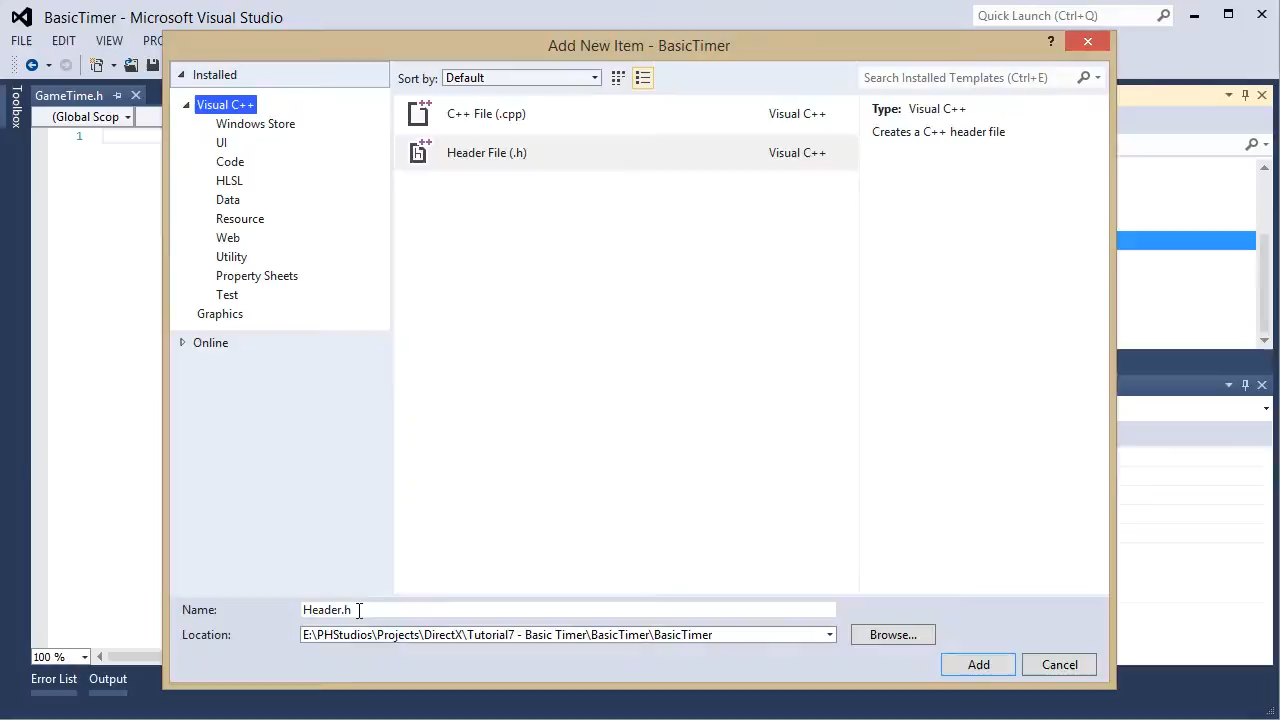 BasicTimer - Microsoft Visual Studio
Quick Launch (Ctrl+Q)
FILE EDIT VIEW
Add New Item - BasicTimer
?
Installed
Sort by: Default
Search Installed Templates (Ctrl+E)
Toolbox
GameTime.h
(Global Scop
1
Visual C++
Windows Store
UI
Code
HLSL
Data
Resource
Web
Utility
Property Sheets
Test
Graphics
Online
C++ File (.cpp) Visual C++
Header File (.h) Visual C++
Type: Visual C++
Creates a C++ header file
Name: Header.h
Location: E:\PHStudios\Projects\DirectX\Tutorial7 - Basic Timer\BasicTimer\BasicTimer
Browse...
Add Cancel
100 %
Error List Output